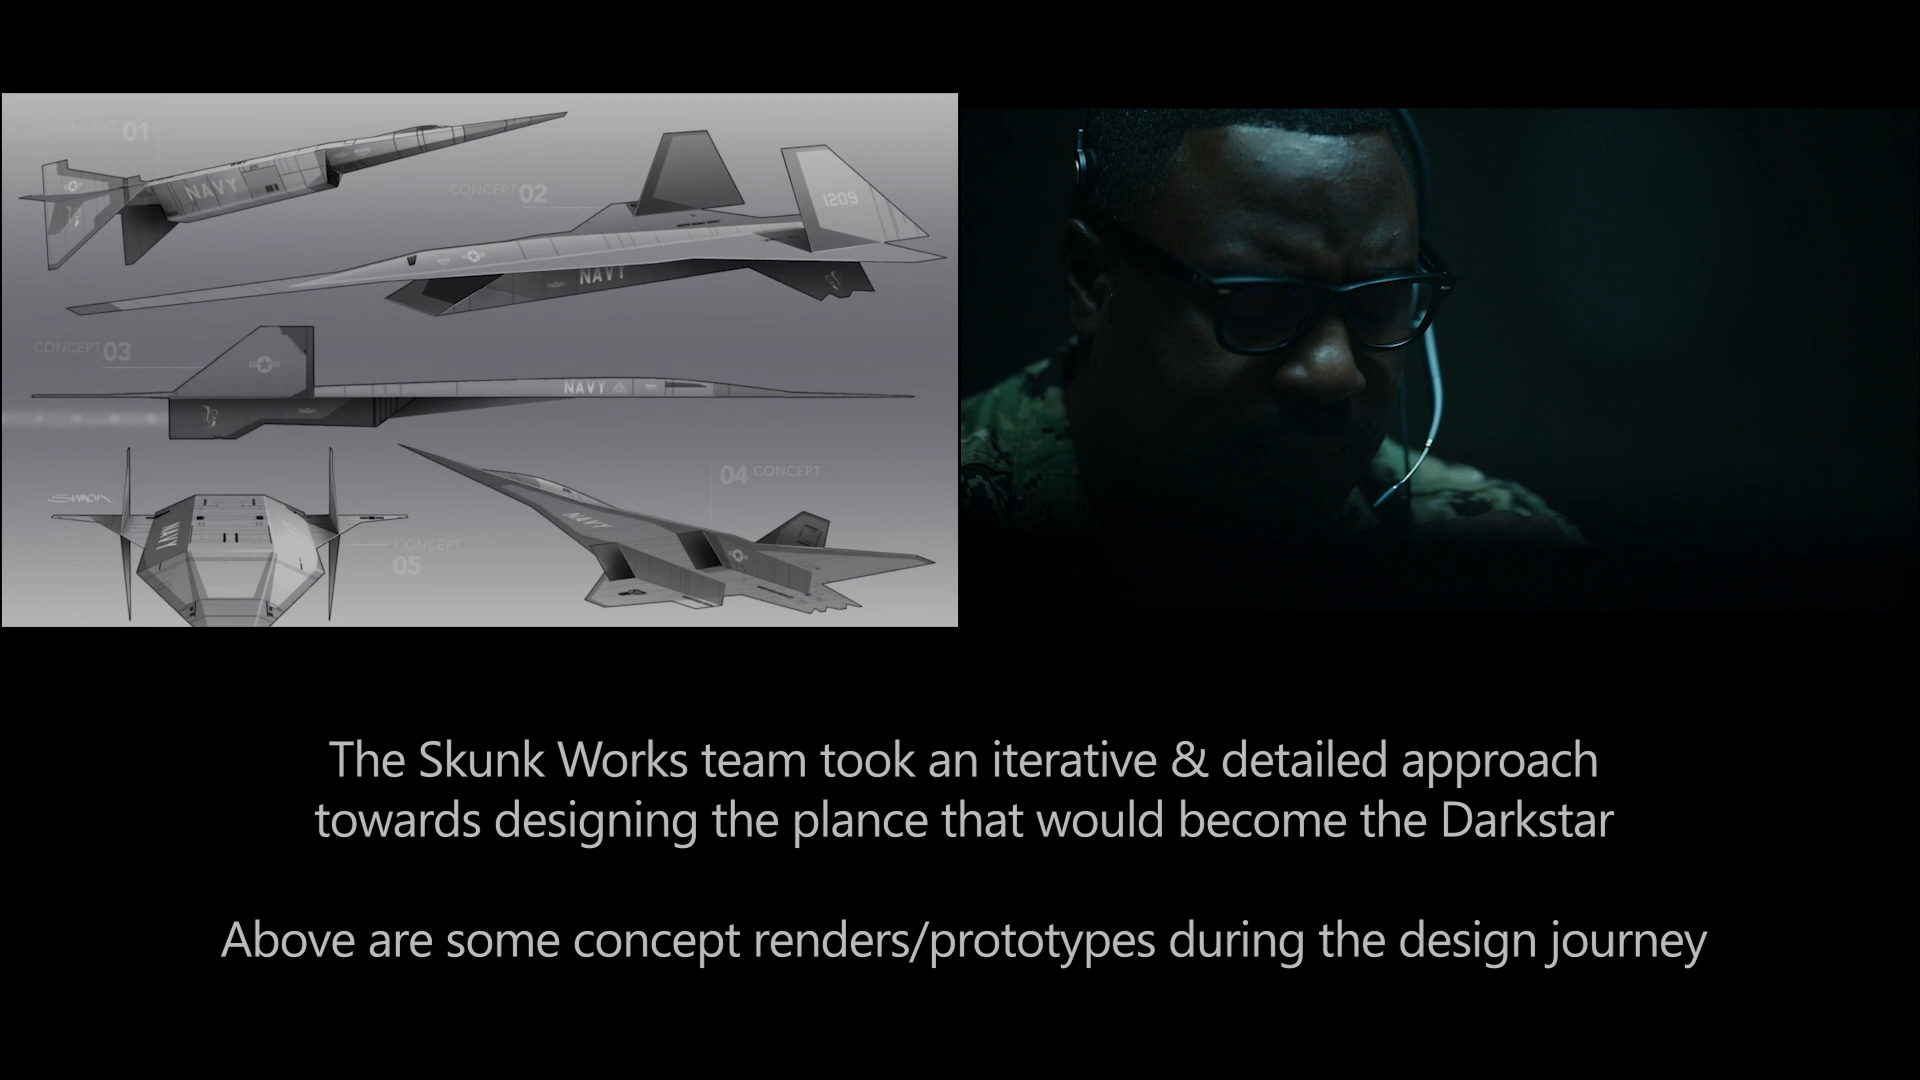 CONCEPT 01
NAVY
CONCEPT 02
1209
NAVY
CONCEPT 03
NAVY
04 CONCEPT
NAVY
SIMON
NAVY
CONCEPT
05
The Skunk Works team took an iterative & detailed approach
towards designing the plance that would become the Darkstar
Above are some concept renders/prototypes during the design journey